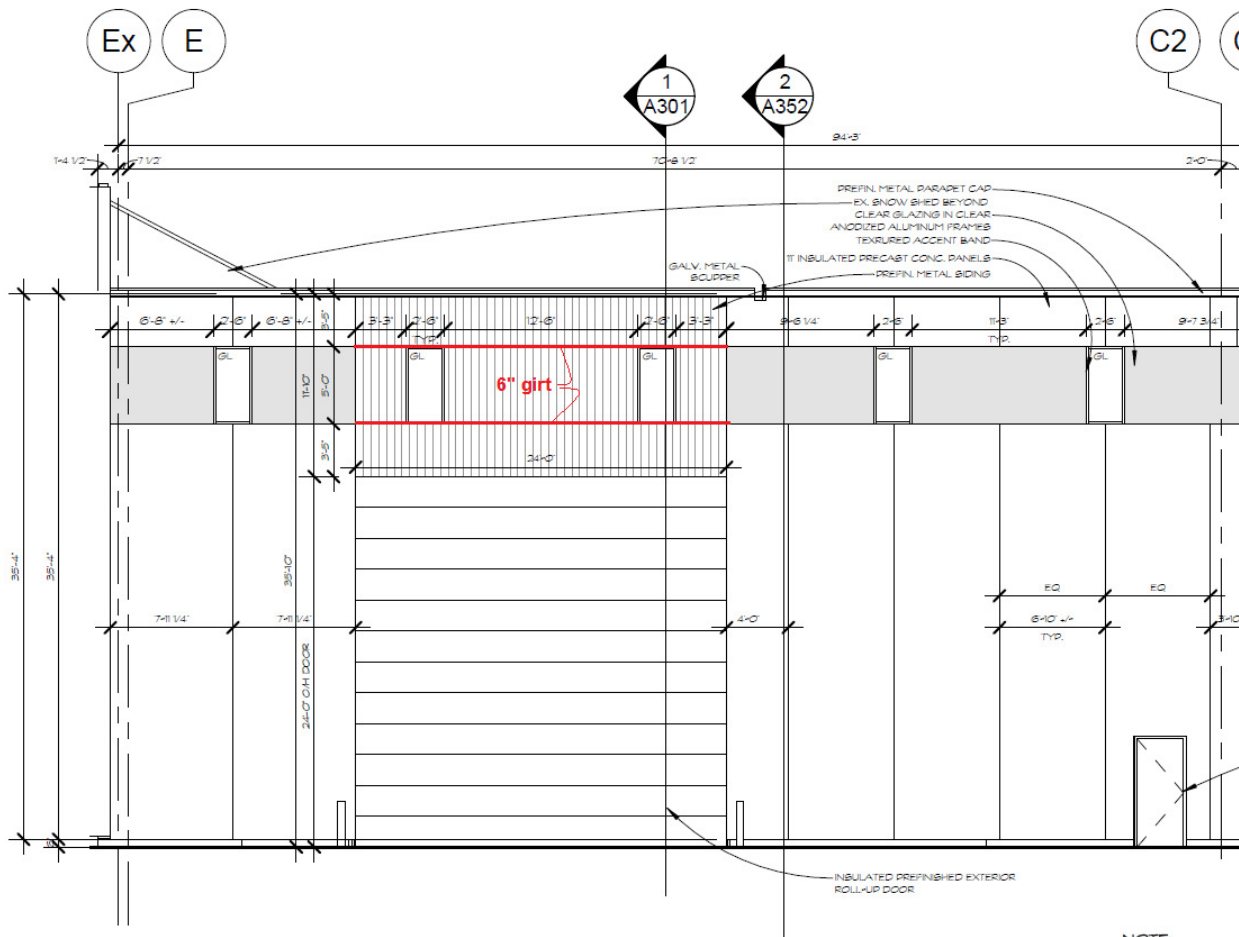 Ex
E
C2
1
A301
2
A352
94'-3"
1'-4 1/2"
7 1/2"
70'-8 1/2"
2'-0"
PREFIN. METAL PARAPET CAP
EX. SNOW SHED BEYOND
CLEAR GLAZING IN CLEAR
ANODIZED ALUMINUM FRAMES
TEXRURED ACCENT BAND
11" INSULATED PRECAST CONC. PANELS
PREFIN. METAL SIDING
GALV. METAL
SCUPPER
6'-8" +/-
2'-6"
6'-8" +/-
3'-5"
3'-3"
2'-6"
TYP.
12'-6"
2'-6"
3'-3"
9'-6 1/4"
2'-6"
11'-3"
TYP.
2'-6"
9'-7 3/4"
GL
GL
GL
GL
GL
6" girt
11'-10"
5'-0"
3'-5"
24'-0"
35'-4"
35'-4"
35'-10"
24'-0" O/H DOOR
7'-11 1/4"
7'-11 1/4"
4'-0"
EQ
EQ
6'-10" +/-
TYP.
3'-10
6"
INSULATED PREFINISHED EXTERIOR
ROLL-UP DOOR
NOTE